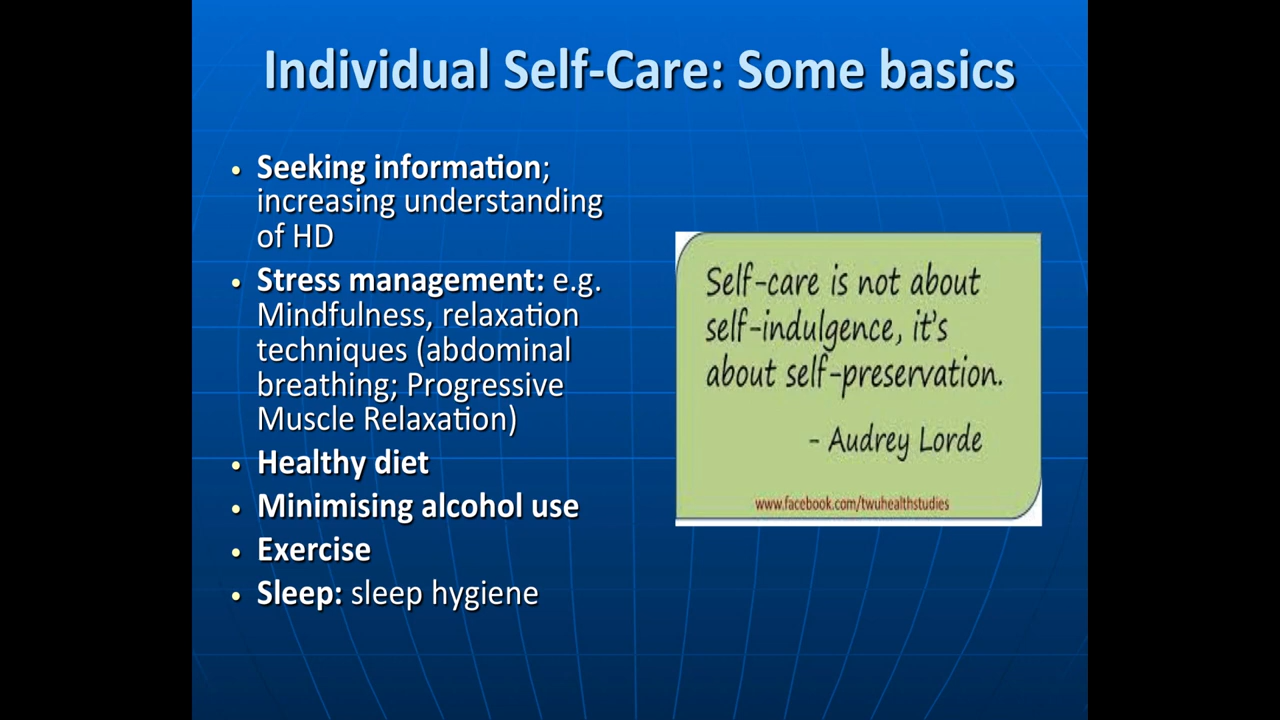 Individual Self-Care: Some basics
• Seeking information;
increasing understanding
of HD
• Stress management: e.g.
Mindfulness, relaxation
techniques (abdominal
breathing; Progressive
Muscle Relaxation)
• Healthy diet
• Minimising alcohol use
• Exercise
• Sleep: sleep hygiene
Self-care is not about
self-indulgence, it's
about self-preservation.
- Audrey Lorde
www.facebook.com/twuhealthstudies